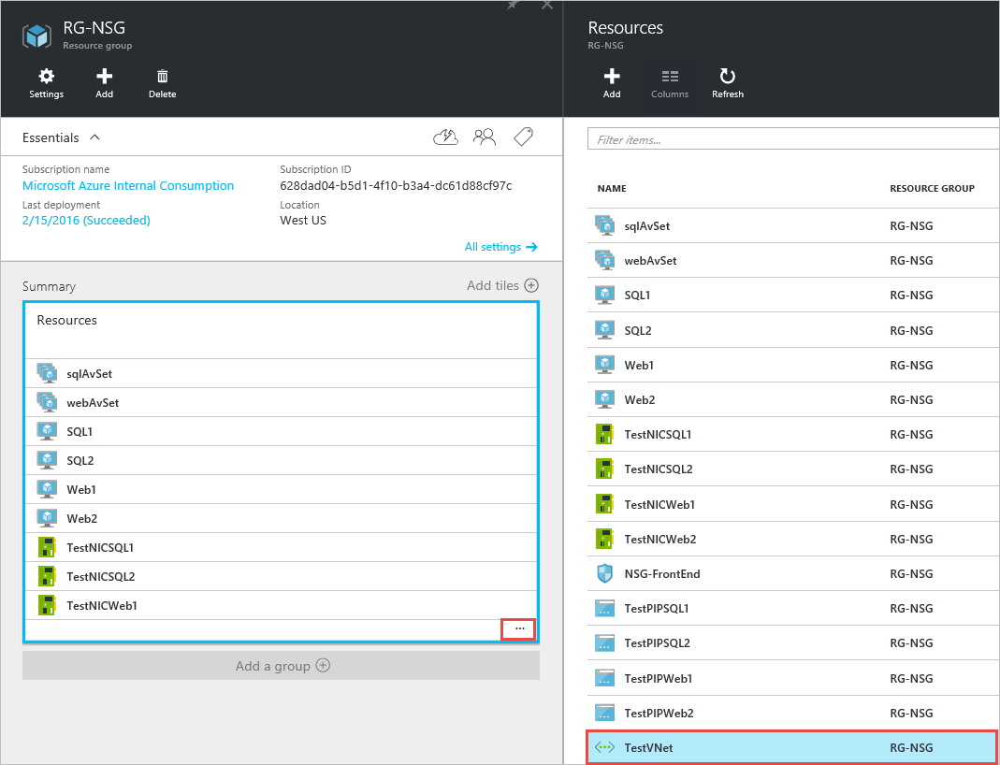 RG-NSG
Resource group
Settings
Add
Delete
Essentials
Subscription name
Microsoft Azure Internal Consumption
Subscription ID
628dad04-b5d1-4f10-b3a4-dc61d88cf97c
Last deployment
2/15/2016 (Succeeded)
Location
West US
All settings
Summary
Add tiles
Resources
sqlAvSet
webAvSet
SQL1
SQL2
Web1
Web2
TestNICSQL1
TestNICSQL2
TestNICWeb1
...
Add a group
Resources
RG-NSG
Add
Columns
Refresh
Filter items...
NAME RESOURCE GROUP
sqlAvSet RG-NSG
webAvSet RG-NSG
SQL1 RG-NSG
SQL2 RG-NSG
Web1 RG-NSG
Web2 RG-NSG
TestNICSQL1 RG-NSG
TestNICSQL2 RG-NSG
TestNICWeb1 RG-NSG
TestNICWeb2 RG-NSG
NSG-FrontEnd RG-NSG
TestPIPSQL1 RG-NSG
TestPIPSQL2 RG-NSG
TestPIPWeb1 RG-NSG
TestPIPWeb2 RG-NSG
TestVNet RG-NSG